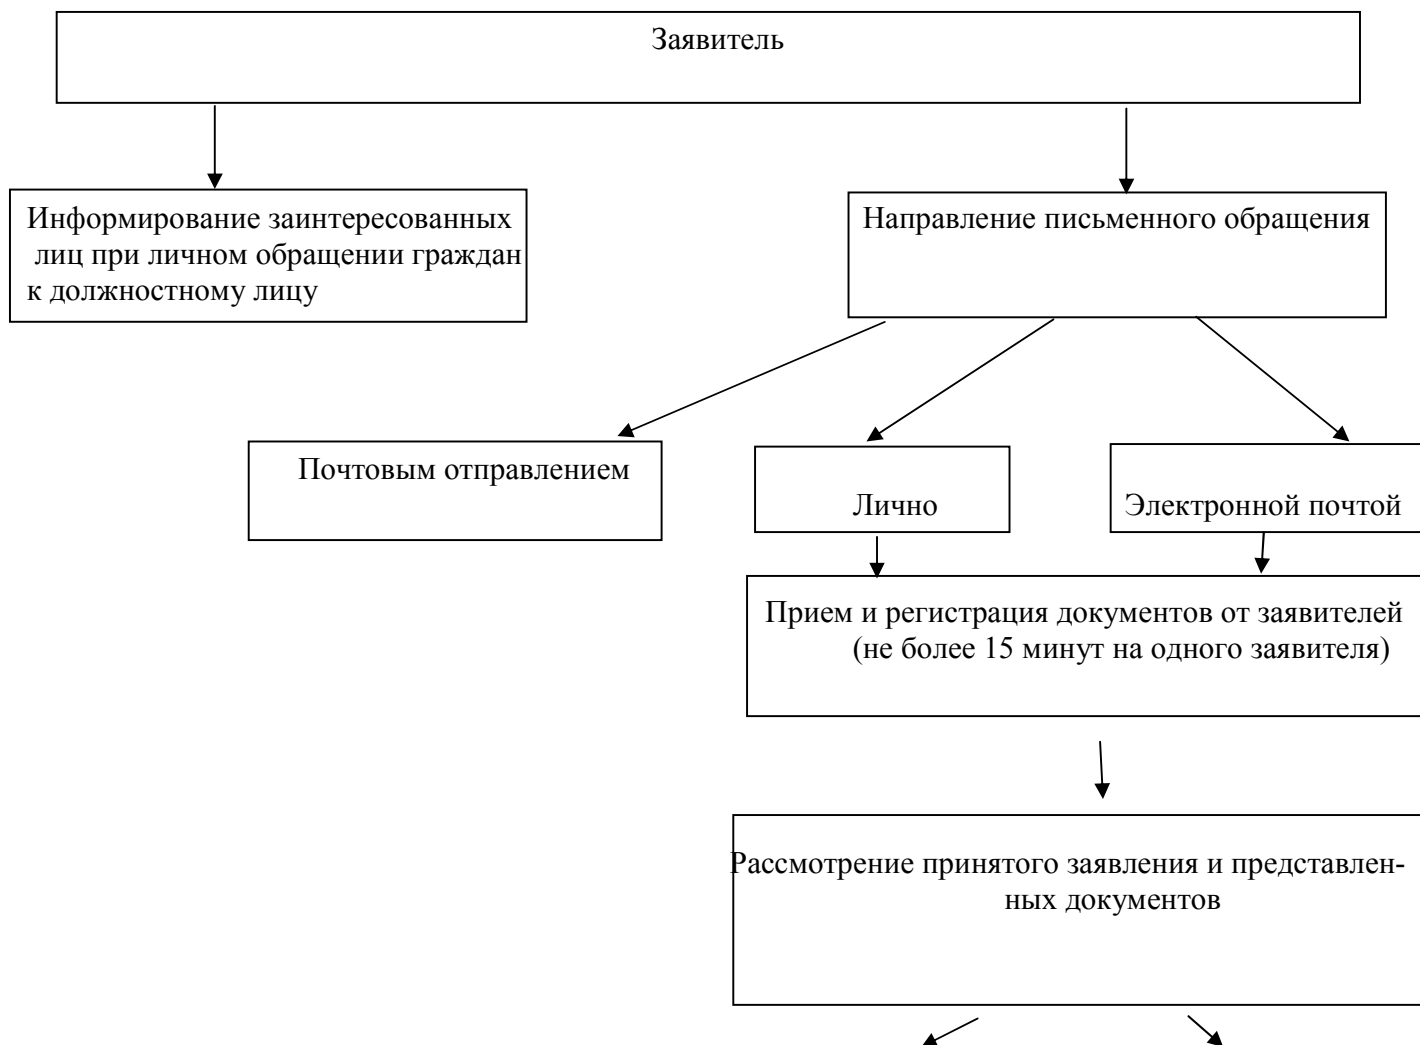 Заявитель
Информирование заинтересованных
лиц при личном обращении граждан
к должностному лицу
Направление письменного обращения
Почтовым отправлением
Лично
Электронной почтой
Прием и регистрация документов от заявителей
(не более 15 минут на одного заявителя)
Рассмотрение принятого заявления и представлен-
ных документов